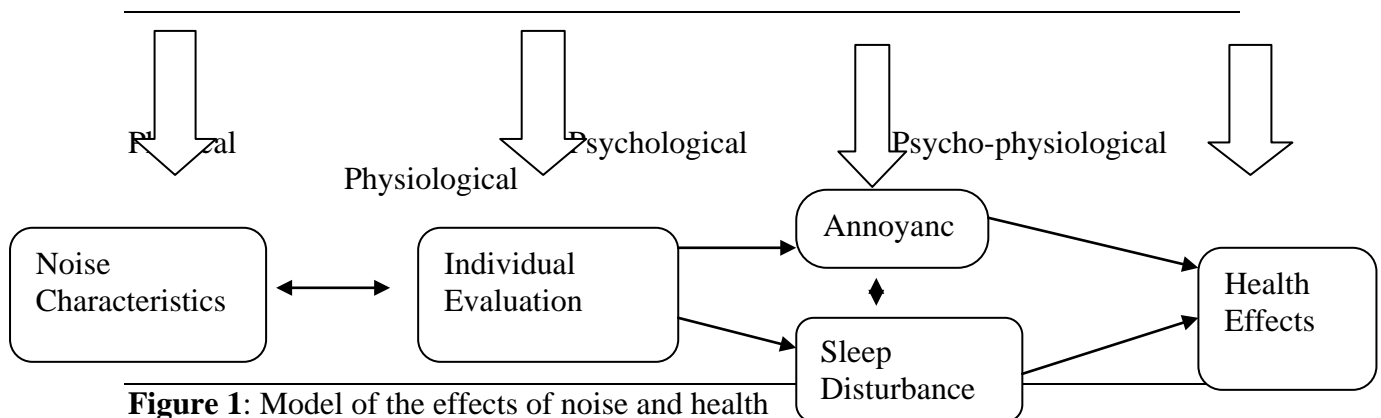 Psychological
Psycho-physiological
Physiological
Annoyanc
Noise
Characteristics
Individual
Evaluation
Health
Effects
Sleep
Disturbance
Figure 1: Model of the effects of noise and health